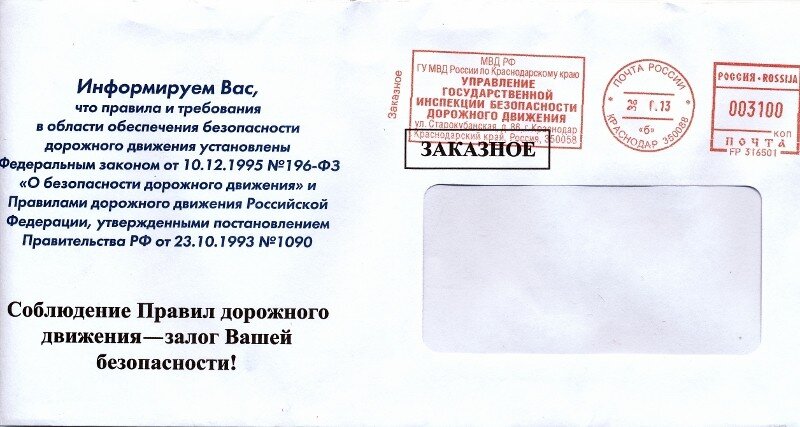 Информируем Вас,
что правила и требования
в области обеспечения безопасности
дорожного движения установлены
Федеральным законом от 10.12.1995 №196-ФЗ
«О безопасности дорожного движения» и
Правилами дорожного движения Российской
Федерации, утвержденными постановлением
Правительства РФ от 23.10.1993 №1090
Соблюдение Правил дорожного
движения—залог Вашей
безопасности!
Заказное
МВД РФ
ГУ МВД России по Краснодарскому краю
УПРАВЛЕНИЕ
ГОСУДАРСТВЕННОЙ
ИНСПЕКЦИИ БЕЗОПАСНОСТИ
ДОРОЖНОГО ДВИЖЕНИЯ
ул. Старокубанская, д. 86, г. Краснодар
Краснодарский край, Россия, 350058
ЗАКАЗНОЕ
ПОЧТА РОССИИ
13
«6»
КРАСНОДАР 350088
РОССИЯ·ROSSIJA
003100
КОП
ПОЧТА
FP 316501